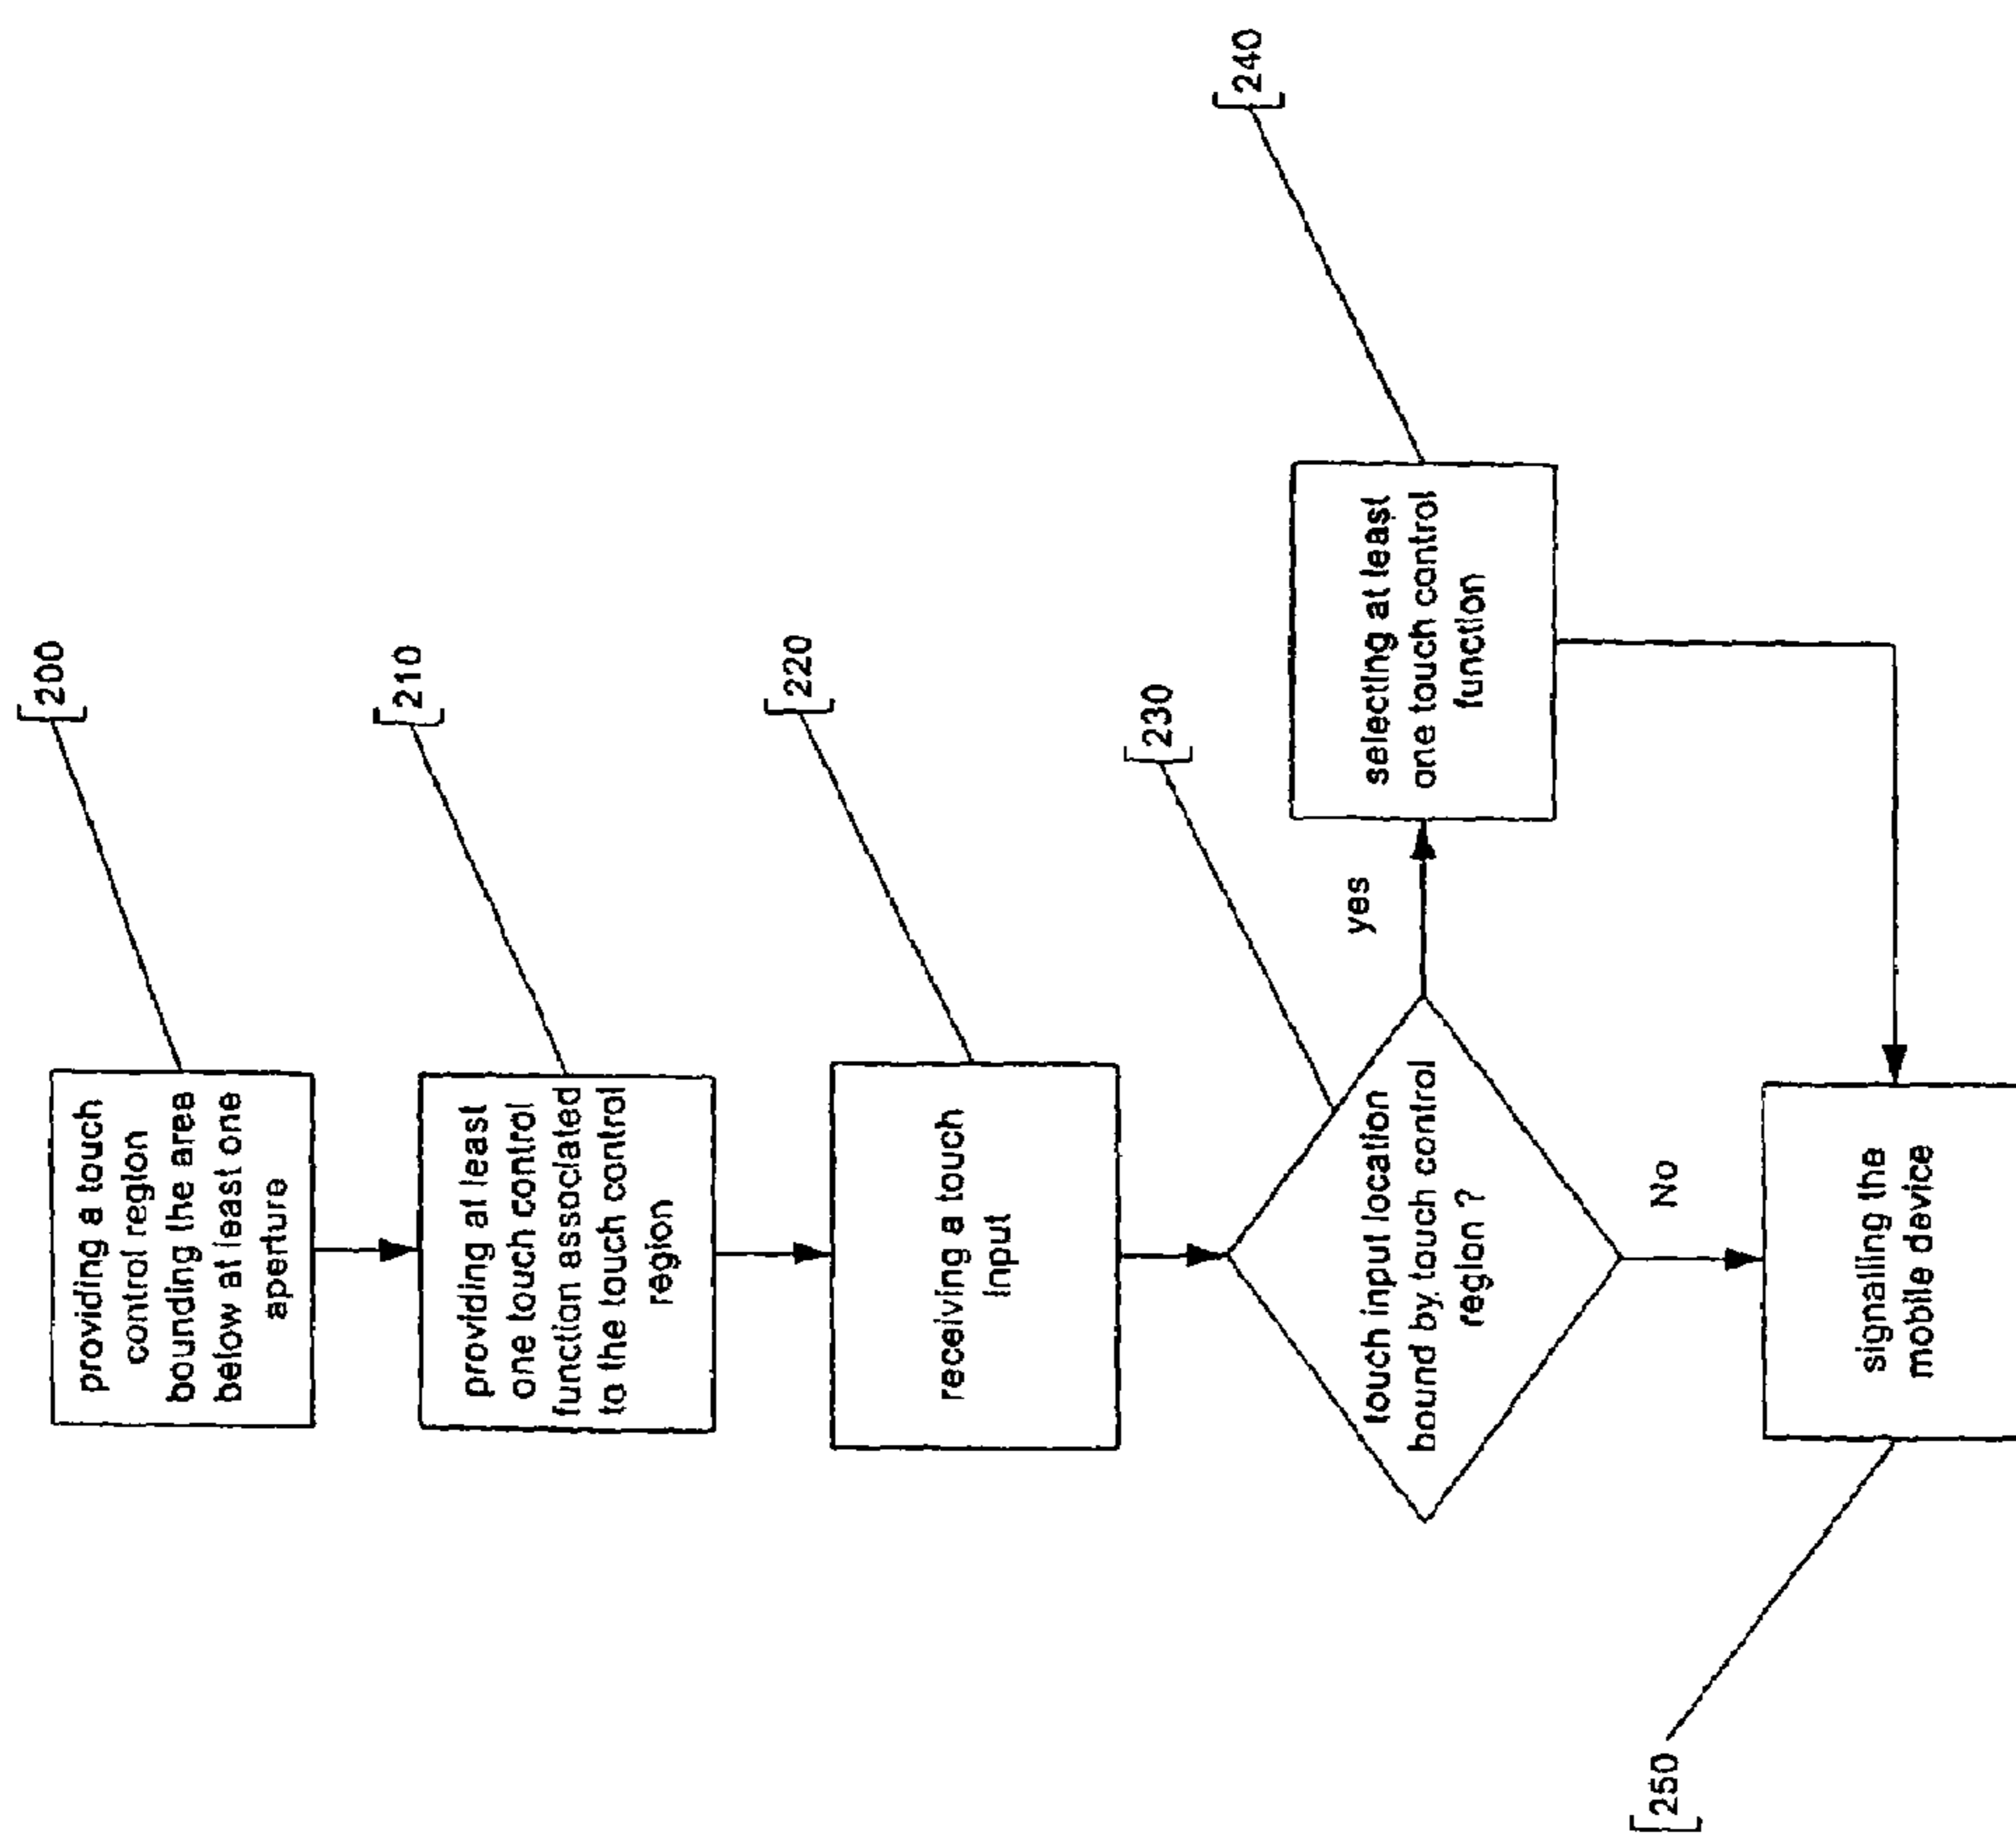 [200
providing a touch
control region
bounding the area
below at least one
aperture
[210
providing at least
one touch control
function associated
to the touch control
region
[220
receiving a touch
input
[230
touch input location
bound by touch control
region ?
yes
[240
selecting at least
one touch control
function
No
[250
signalling the
mobile device